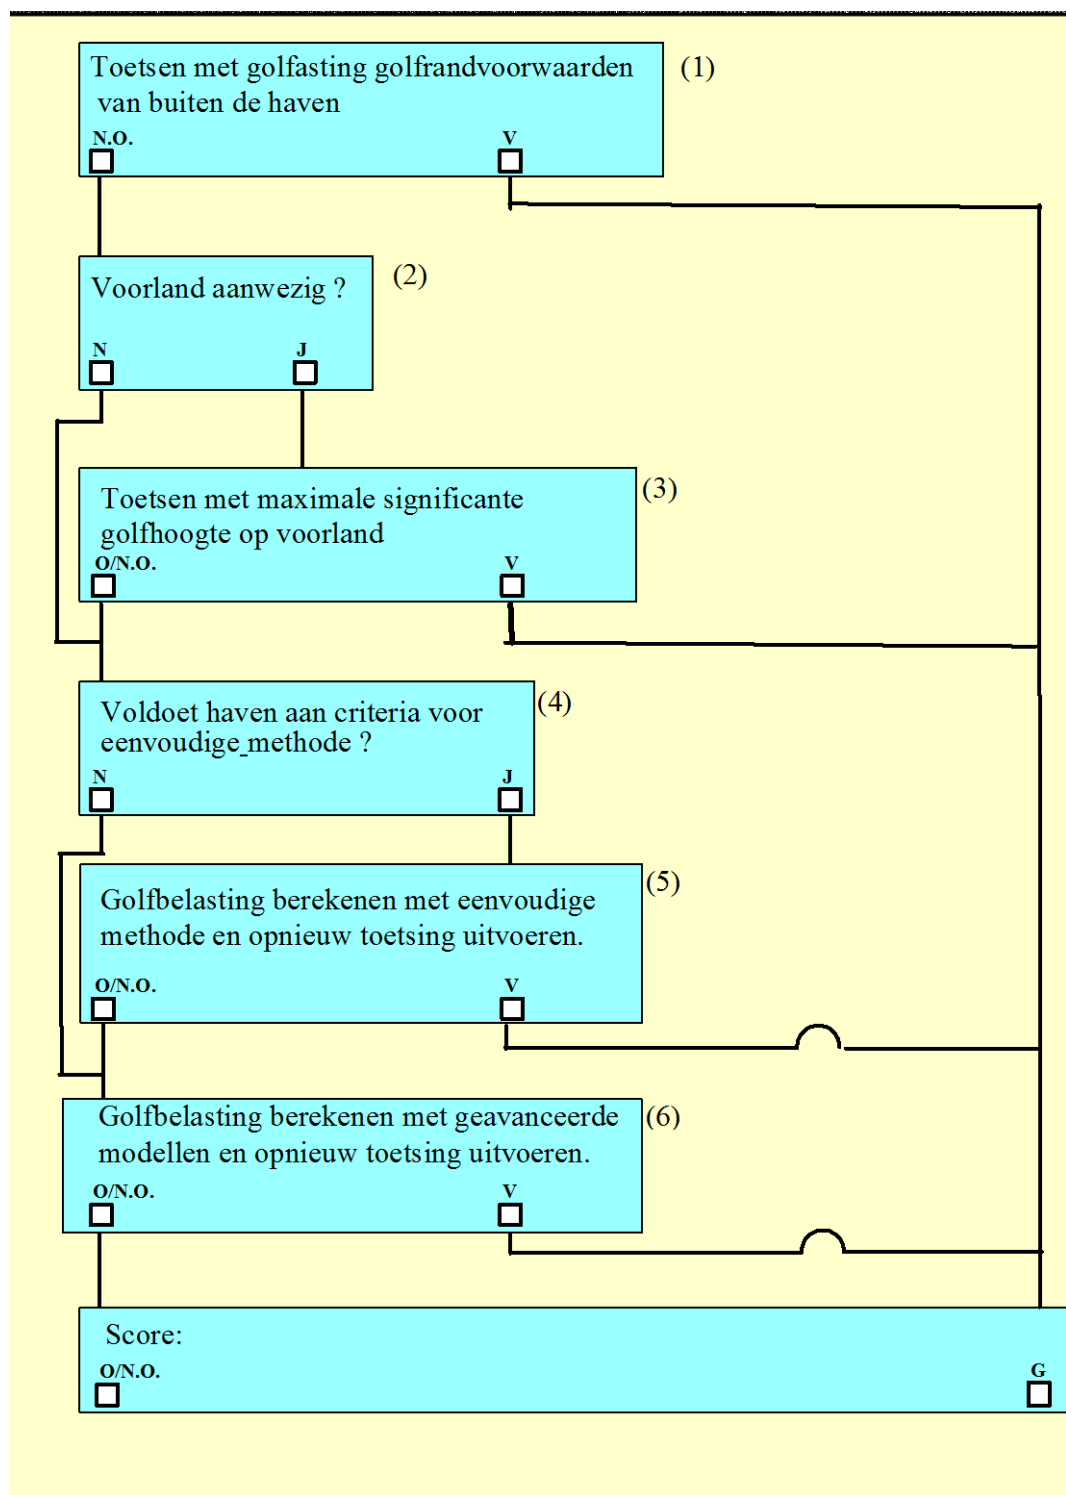 Toetsen met golfasting golfrandvoorwaarden
van buiten de haven
(1)
N.O.
V
Voorland aanwezig ?
(2)
N
J
Toetsen met maximale significante
golfhoogte op voorland
(3)
O/N.O.
V
Voldoet haven aan criteria voor
eenvoudige methode ?
(4)
N
J
Golfbelasting berekenen met eenvoudige
methode en opnieuw toetsing uitvoeren.
(5)
O/N.O.
V
Golfbelasting berekenen met geavanceerde
modellen en opnieuw toetsing uitvoeren.
(6)
O/N.O.
V
Score:
O/N.O.
G